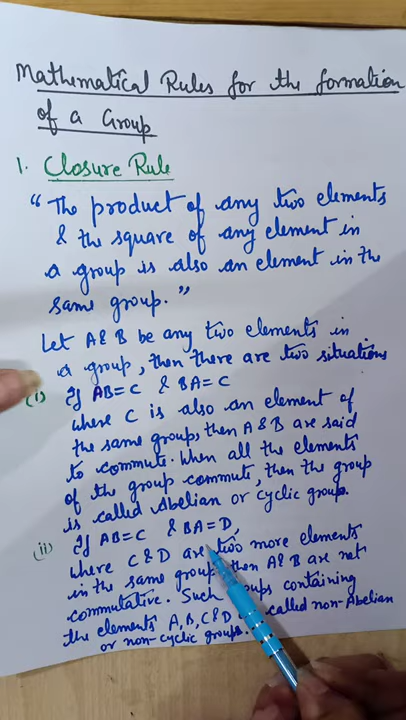 Mathematical Rules for the formation
of a Group
1. Closure Rule
“ The product of any two elements
& the square of any element in
a group is also an element in the
same group. ”
Let A & B be any two elements in
a group, then there are two situations
(i) If AB = C & BA = C
where C is also an element of
the same group, then A & B are said
to commute. When all the elements
of the group commute, then the group
is called Abelian or cyclic group.
(ii) If AB = C & BA = D,
where C & D are two more elements
in the same group then A & B are not
commutative. Such groups containing
the elements A, B, C & D called non-Abelian
or non-cyclic groups.